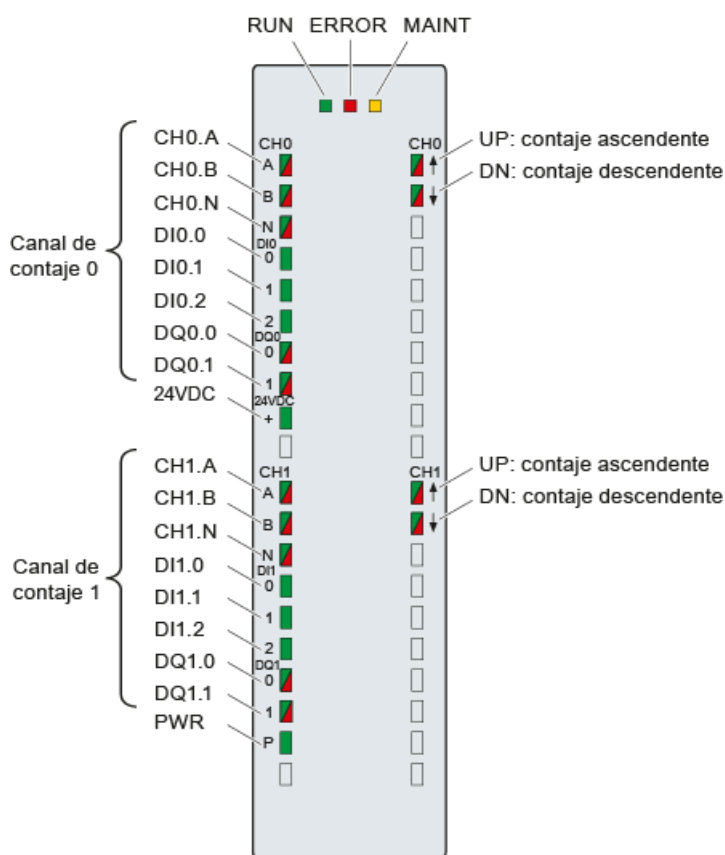 RUN ERROR MAINT
CH0.A
CH0.B
CH0.N
DI0.0
DI0.1
DI0.2
DQ0.0
DQ0.1
24VDC
Canal de
contaje 0
CH0
A
B
N
DI0
0
1
2
DQ0
0
1
24VDC
+
CH0
UP: contaje ascendente
DN: contaje descendente
CH1.A
CH1.B
CH1.N
DI1.0
DI1.1
DI1.2
DQ1.0
DQ1.1
PWR
Canal de
contaje 1
CH1
A
B
N
DI1
0
1
2
DQ1
0
1
P
CH1
UP: contaje ascendente
DN: contaje descendente